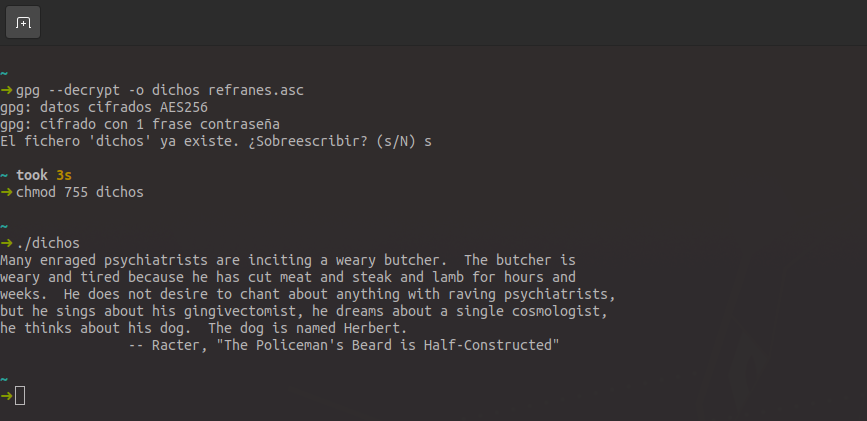 ~
➜ gpg --decrypt -o dichos refranes.asc
gpg: datos cifrados AES256
gpg: cifrado con 1 frase contraseña
El fichero 'dichos' ya existe. ¿Sobreescribir? (s/N) s
~ took 3s
➜ chmod 755 dichos
~
➜ ./dichos
Many enraged psychiatrists are inciting a weary butcher.  The butcher is
weary and tired because he has cut meat and steak and lamb for hours and
weeks.  He does not desire to chant about anything with raving psychiatrists,
but he sings about his gingivectomist, he dreams about a single cosmologist,
he thinks about his dog.  The dog is named Herbert.
-- Racter, "The Policeman's Beard is Half-Constructed"
~
➜